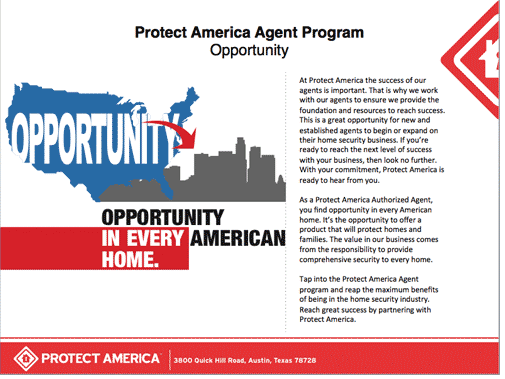 Protect America Agent Program
Opportunity
OPPORTUNITY
OPPORTUNITY
IN EVERY AMERICAN
HOME.
At Protect America the success of our
agents is important. That is why we work
with our agents to ensure we provide the
foundation and resources to reach success.
This is a great opportunity for new and
established agents to begin or expand on
their home security business. If you're
ready to reach the next level of success
with your business, then look no further.
With your commitment, Protect America is
ready to hear from you.
As a Protect America Authorized Agent,
you find opportunity in every American
home. It's the opportunity to offer a
product that will protect homes and
families. The value in our business comes
from the responsibility to provide
comprehensive security to every home.
Tap into the Protect America Agent
program and reap the maximum benefits
of being in the home security industry.
Reach great success by partnering with
Protect America.
PROTECT AMERICA
3800 Quick Hill Road, Austin, Texas 78728